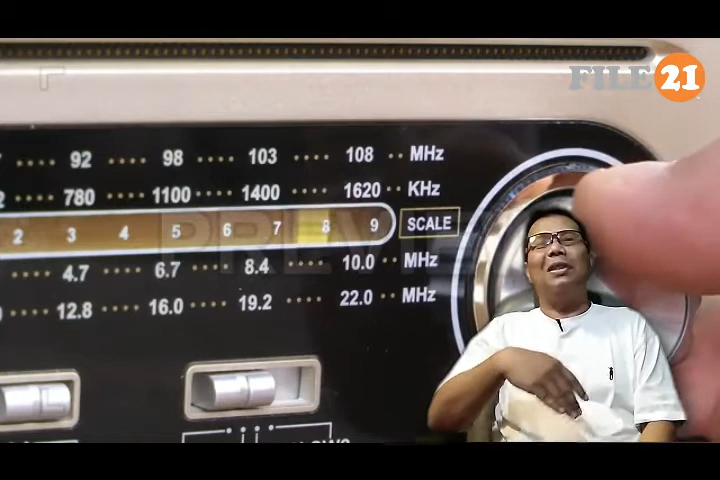 FILE 21
92 98 103 108 MHz
780 1100 1400 1620 KHz
2 3 4 5 6 7 8 9 SCALE
4.7 6.7 8.4 10.0 MHz
12.8 16.0 19.2 22.0 MHz